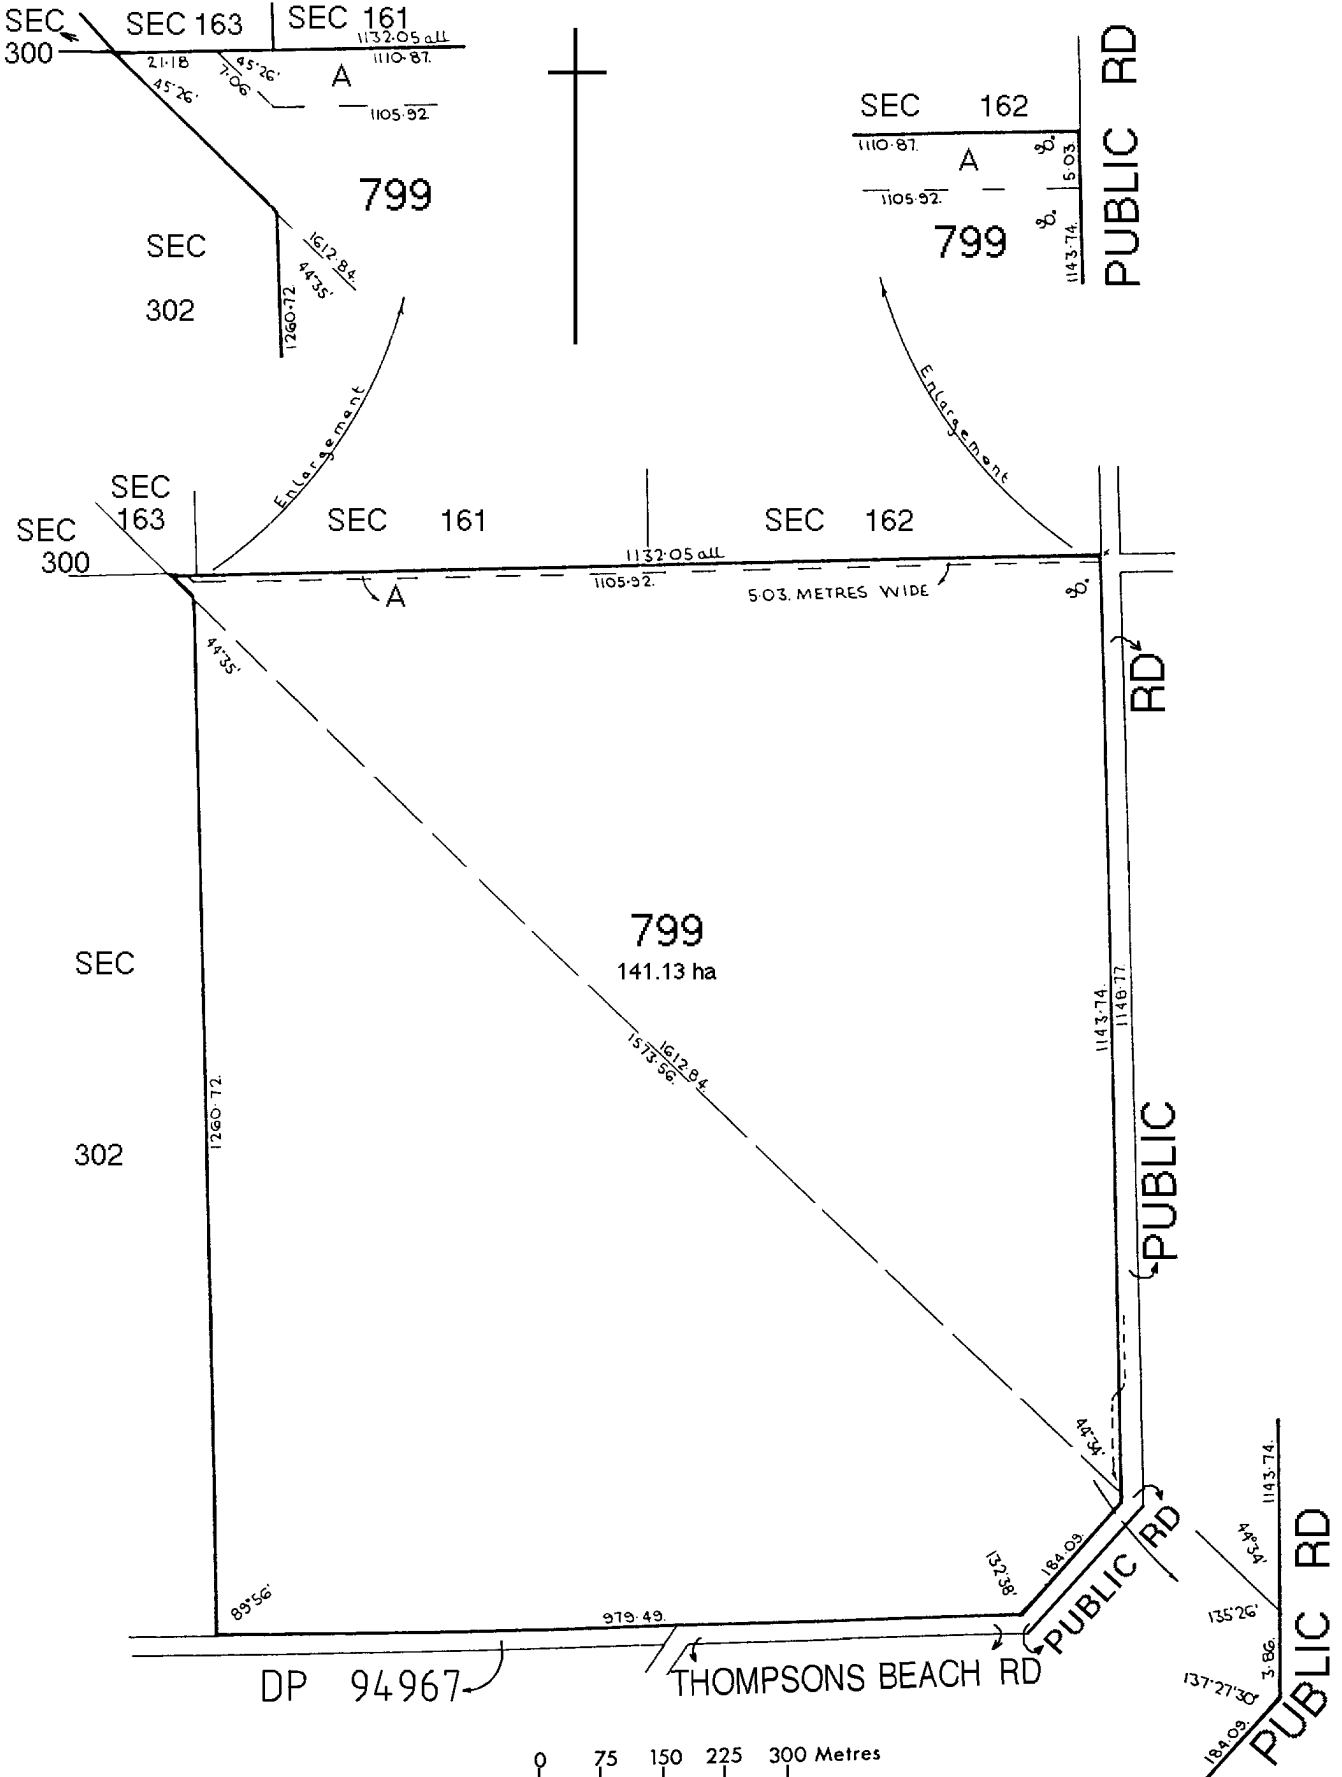 SEC
300
SEC 163
SEC 161
1132·05 all
1110·87.
21·18
45°26'
7·06
45°26'
A
1105·92
799
SEC
302
1612·84.
44°35'
1260·72
Enlargement
SEC 162
1110·87.
A
90°
5·03.
1105·92.
799
90°
1143·74.
PUBLIC RD
Enlargement
SEC
163
SEC
300
SEC 161
SEC 162
1132·05 all
1105·92.
A
5·03. METRES WIDE
90°
44°35'
RD
799
141.13 ha
SEC
302
1260·72.
1612·84.
1573·56.
1143·74.
1148·77.
PUBLIC
44°34'
132°38'
184·09.
PUBLIC RD
89°56'
979·49.
DP 94967
THOMPSONS BEACH RD
1143·74.
44°34'
135°26'
3·86.
137°27'30"
184·09.
PUBLIC RD
0 75 150 225 300 Metres